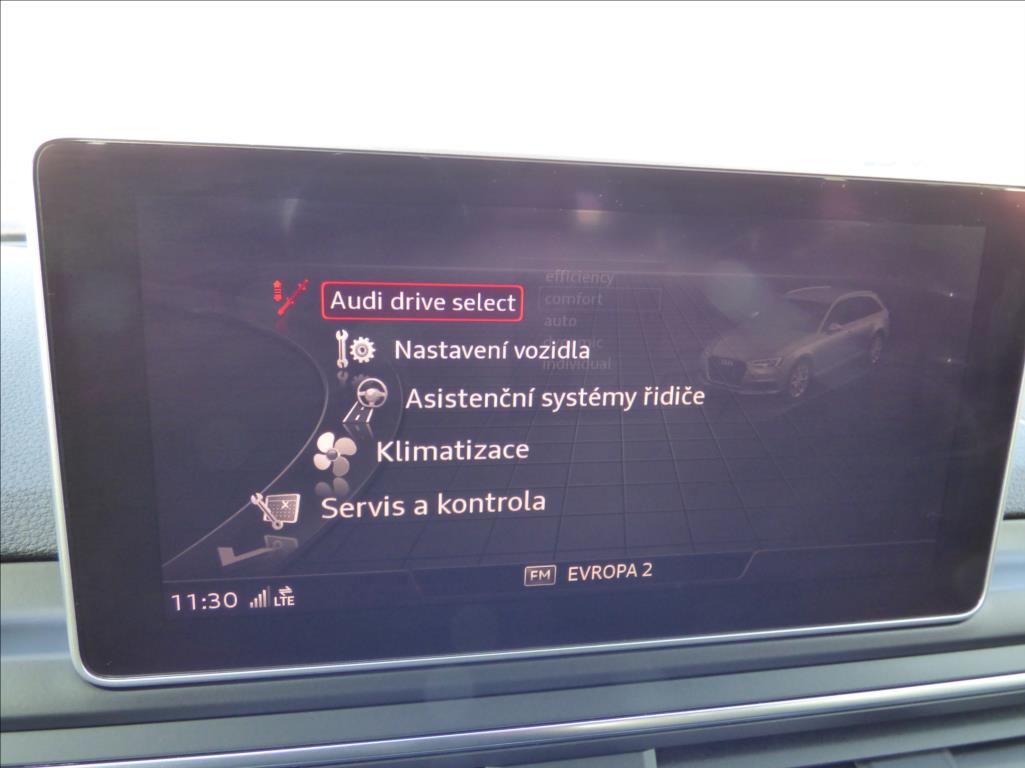 efficiency
Audi drive select
comfort
auto
Nastavení vozidla
individual
Asistenční systémy řidiče
Klimatizace
Servis a kontrola
FM EVROPA 2
11:30 LTE